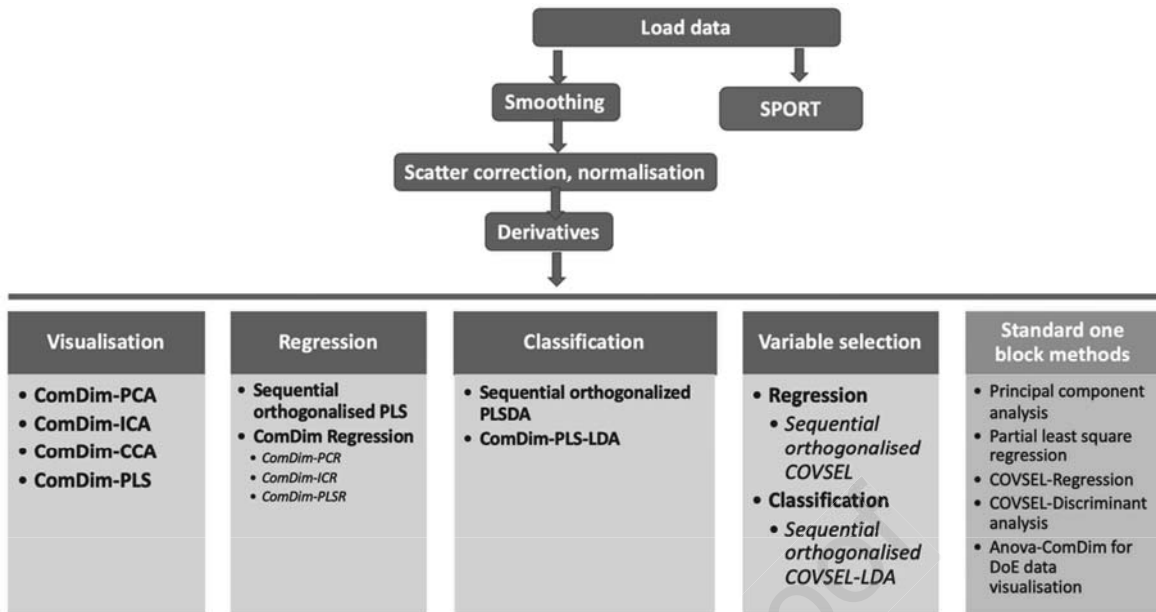 Load data
Smoothing
SPORT
Scatter correction, normalisation
Derivatives
Visualisation
• ComDim-PCA
• ComDim-ICA
• ComDim-CCA
• ComDim-PLS
Regression
• Sequential
orthogonalised PLS
• ComDim Regression
• ComDim-PCR
• ComDim-ICR
• ComDim-PLSR
Classification
• Sequential orthogonalized
PLSDA
• ComDim-PLS-LDA
Variable selection
• Regression
• Sequential
orthogonalised
COVSEL
• Classification
• Sequential
orthogonalised
COVSEL-LDA
Standard one
block methods
• Principal component
analysis
• Partial least square
regression
• COVSEL-Regression
• COVSEL-Discriminant
analysis
• Anova-ComDim for
DoE data
visualisation